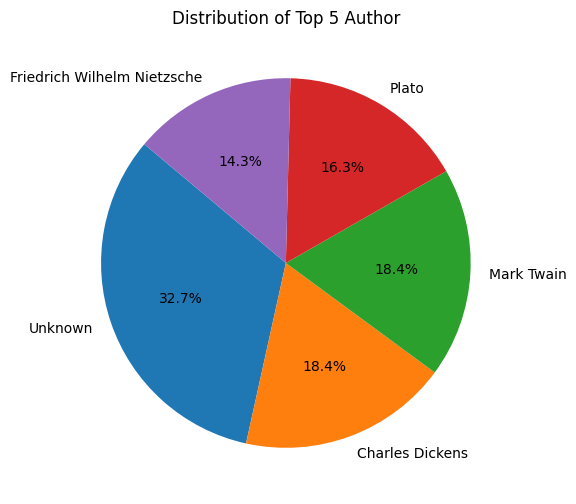 Distribution of Top 5 Author
Friedrich Wilhelm Nietzsche
Plato
14.3%
16.3%
Mark Twain
18.4%
32.7%
Unknown
18.4%
Charles Dickens